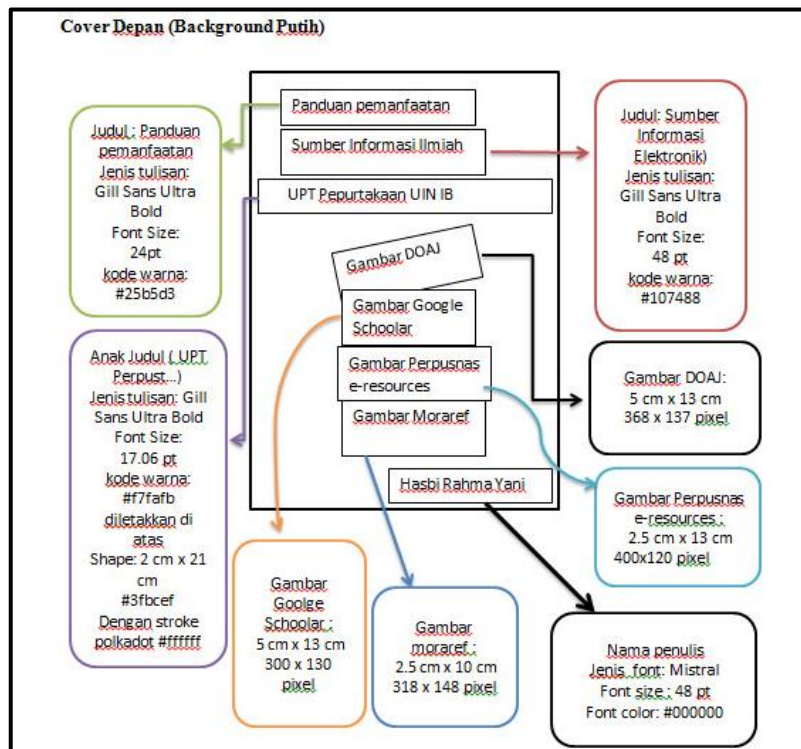 Cover Depan (Background Putih)
Panduan pemanfaatan
Sumber Informasi Ilmiah
UPT Pepurtakaan UIN IB
Gambar DOAJ
Gambar Google
Schoolar
Gambar Perpusnas
e-resources
Gambar Moraref
Hasbi Rahma Yani
Judul : Panduan
pemanfaatan
Jenis tulisan:
Gill Sans Ultra
Bold
Font Size:
24pt
kode warna:
#25b5d3
Judul: Sumber
Informasi
Elektronik)
Jenis tulisan:
Gill Sans Ultra
Bold
Font Size:
48 pt
kode warna:
#107488
Anak Judul ( UPT
Perpust...)
Jenis tulisan: Gill
Sans Ultra Bold
Font Size:
17.06 pt
kode warna:
#f7fafb
diletakkan di
atas
Shape: 2 cm x 21
cm
#3fbcef
Dengan stroke
polkadot #ffffff
Gambar DOAJ:
5 cm x 13 cm
368 x 137 pixel
Gambar Perpusnas
e-resources :
2.5 cm x 13 cm
400x120 pixel
Gambar
Goolge
Schoolar :
5 cm x 13 cm
300 x 130
pixel
Gambar
moraref :
2.5 cm x 10 cm
318 x 148 pixel
Nama penulis
Jenis font: Mistral
Font size : 48 pt
Font color: #000000